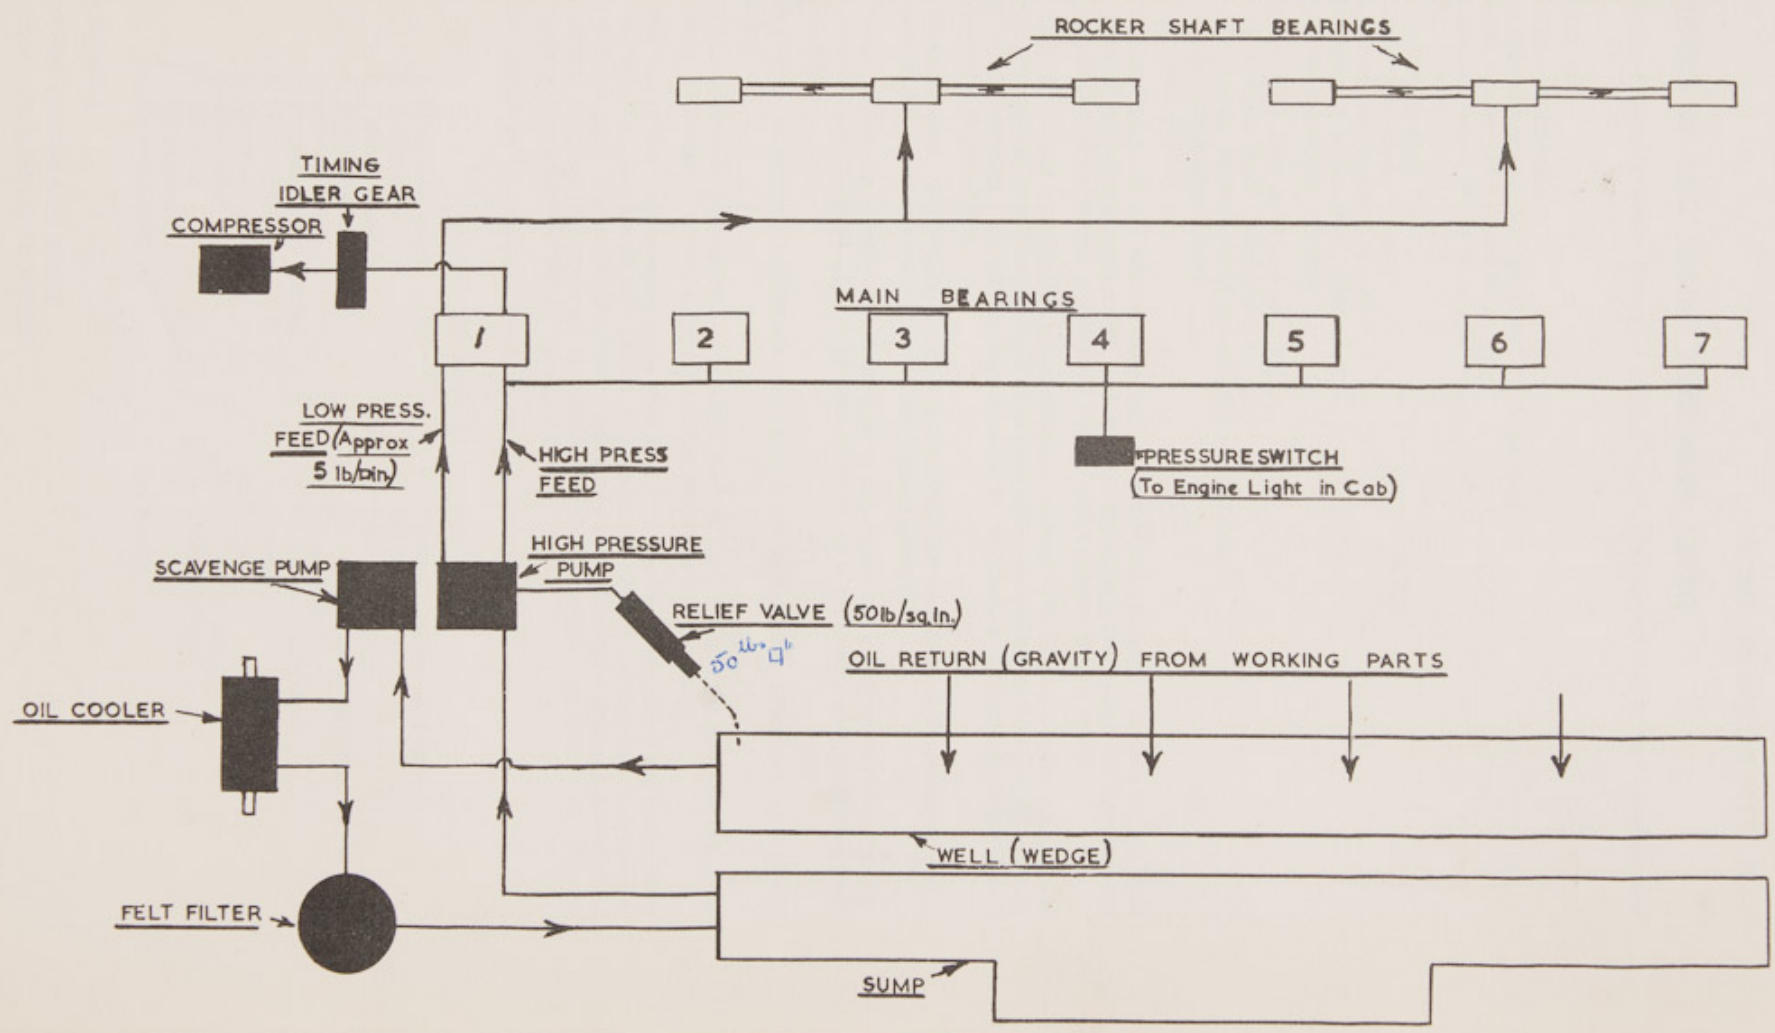 ROCKER SHAFT BEARINGS
TIMING
IDLER GEAR
COMPRESSOR
MAIN BEARINGS
1
2
3
4
5
6
7
LOW PRESS.
FEED (Approx
5 lb/□in)
HIGH PRESS
FEED
PRESSURE SWITCH
(To Engine Light in Cab)
HIGH PRESSURE
PUMP
SCAVENGE PUMP
RELIEF VALVE (50lb/sq.in.)
50 lbs □"
OIL RETURN (GRAVITY) FROM WORKING PARTS
OIL COOLER
WELL (WEDGE)
FELT FILTER
SUMP